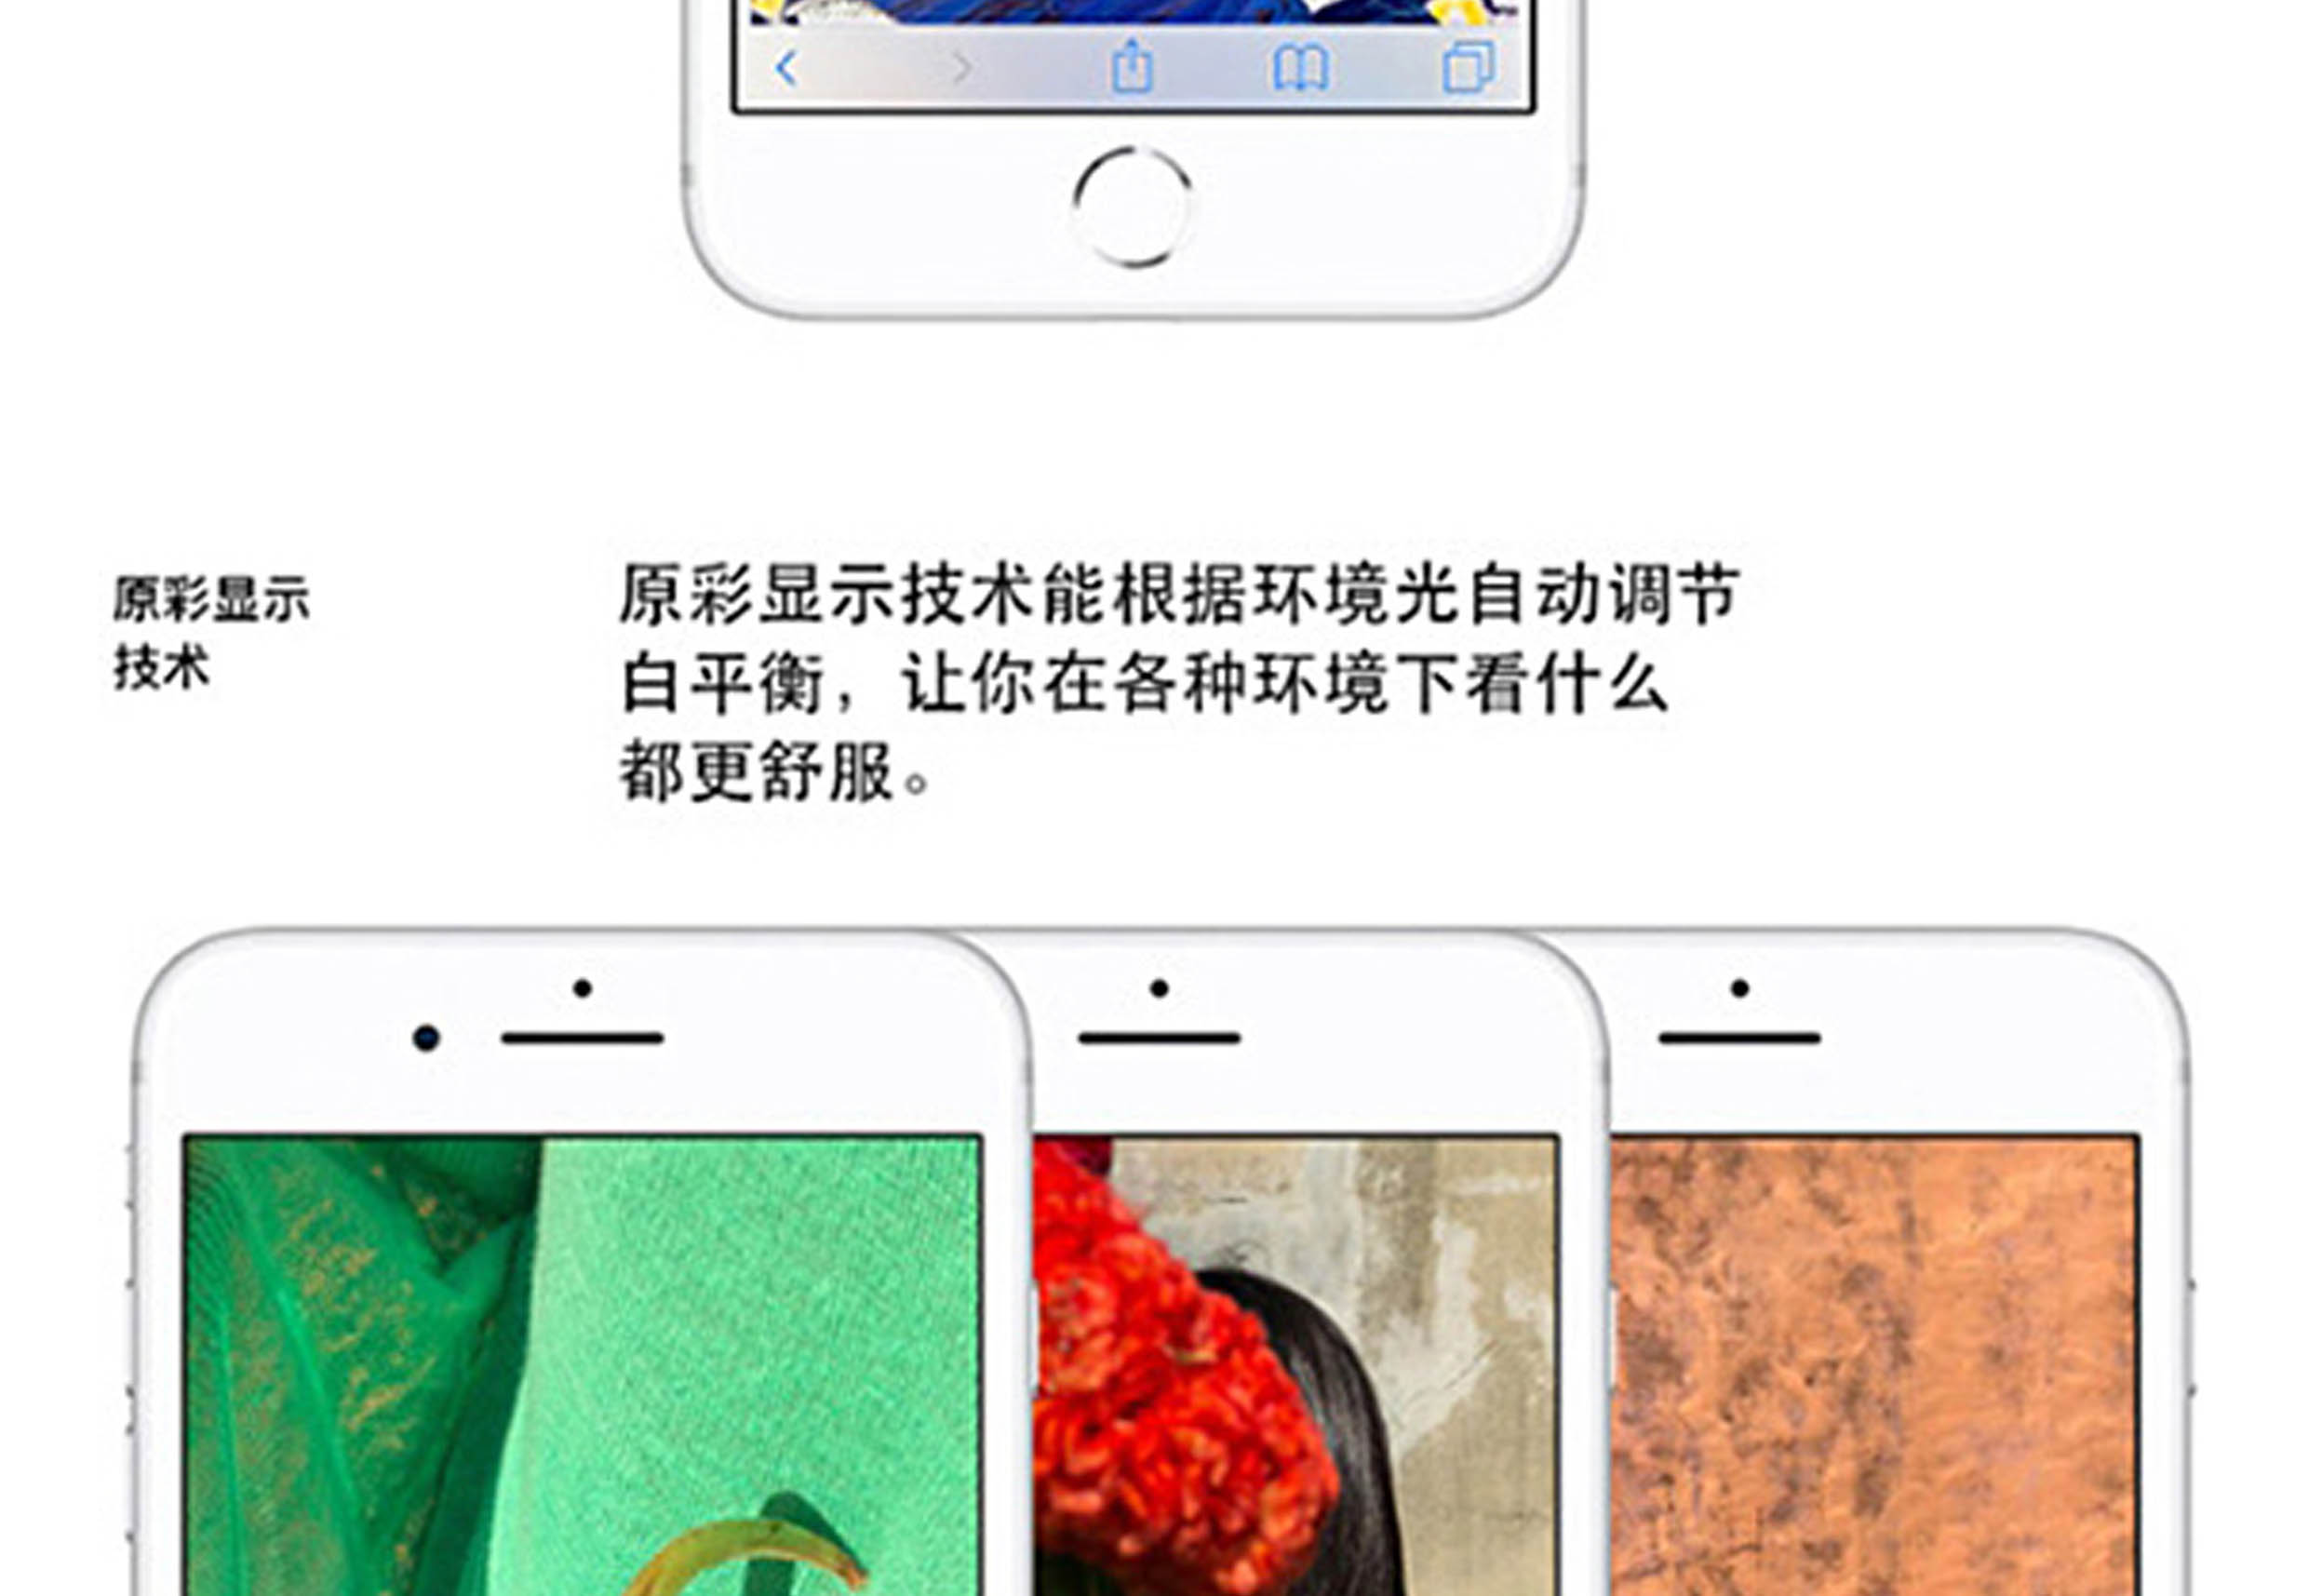 原彩显示
技术
原彩显示技术能根据环境光自动调节
白平衡，让你在各种环境下看什么
都更舒服。